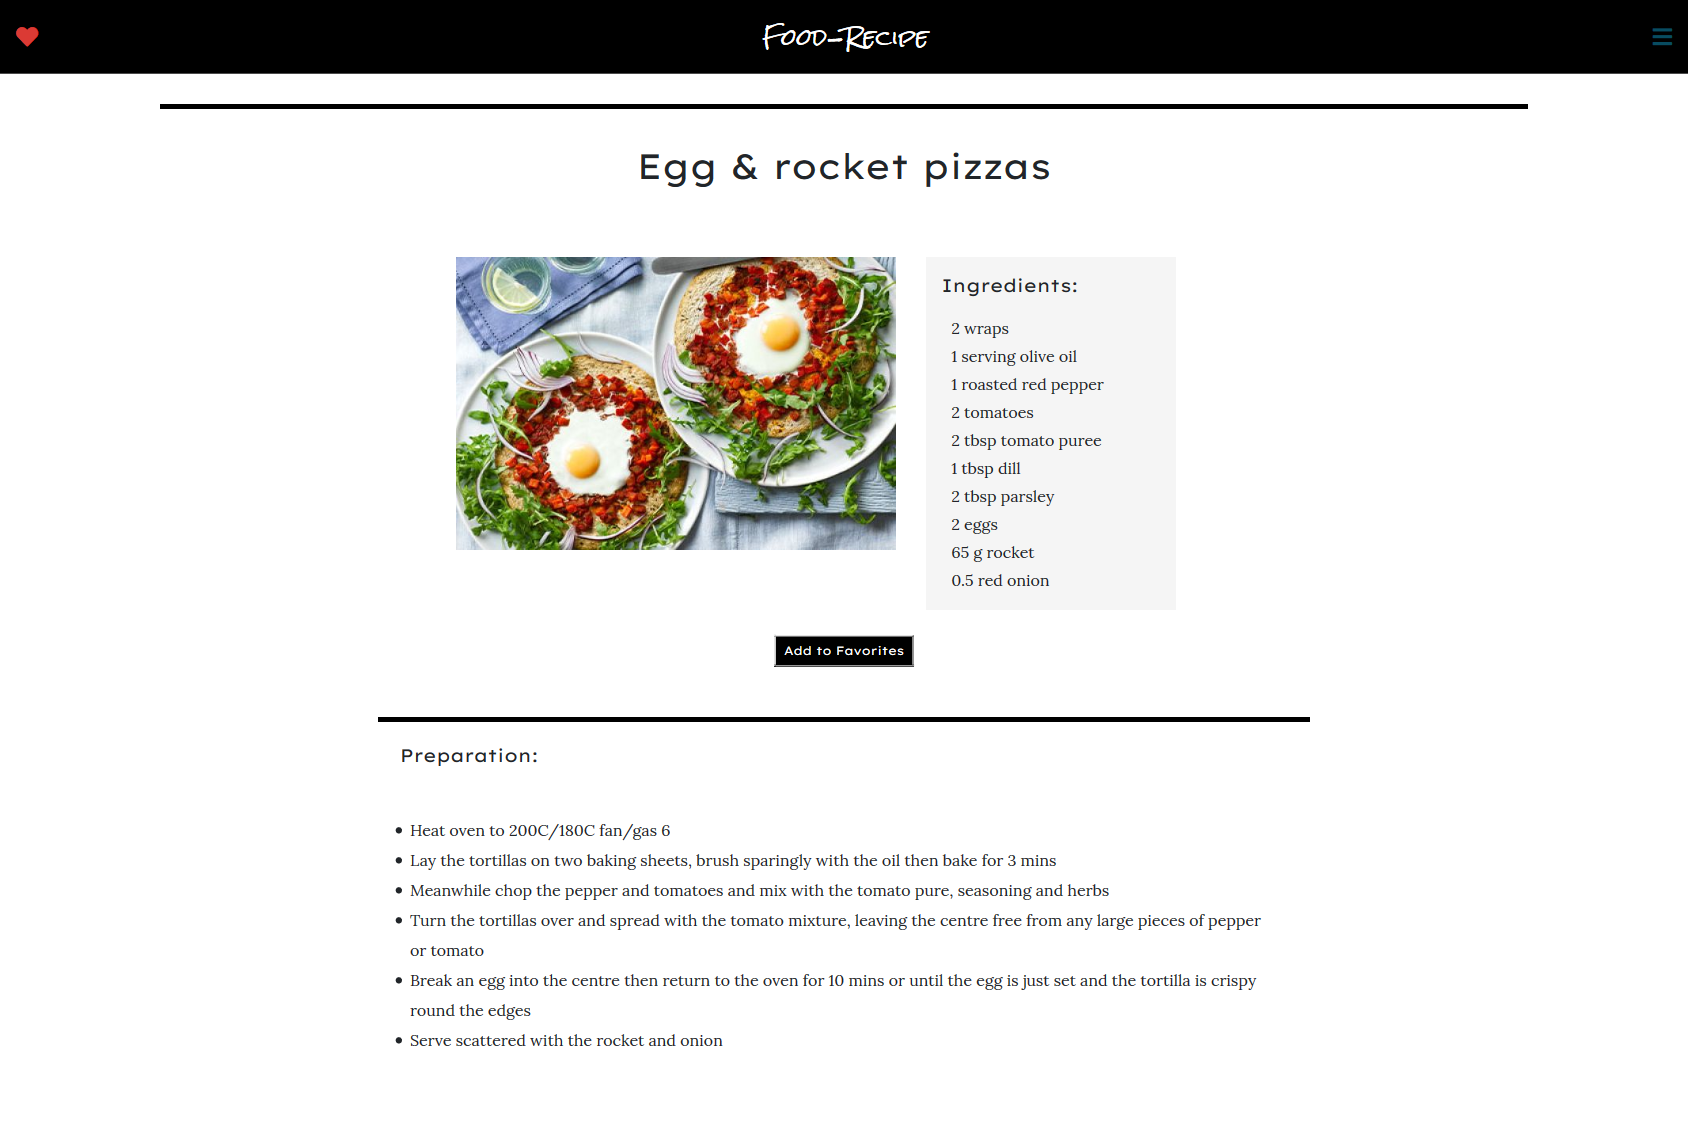 Food-Recipe
Egg & rocket pizzas
Ingredients:
2 wraps
1 serving olive oil
1 roasted red pepper
2 tomatoes
2 tbsp tomato puree
1 tbsp dill
2 tbsp parsley
2 eggs
65 g rocket
0.5 red onion
Add to Favorites
Preparation:
Heat oven to 200C/180C fan/gas 6
Lay the tortillas on two baking sheets, brush sparingly with the oil then bake for 3 mins
Meanwhile chop the pepper and tomatoes and mix with the tomato pure, seasoning and herbs
Turn the tortillas over and spread with the tomato mixture, leaving the centre free from any large pieces of pepper
or tomato
Break an egg into the centre then return to the oven for 10 mins or until the egg is just set and the tortilla is crispy
round the edges
Serve scattered with the rocket and onion